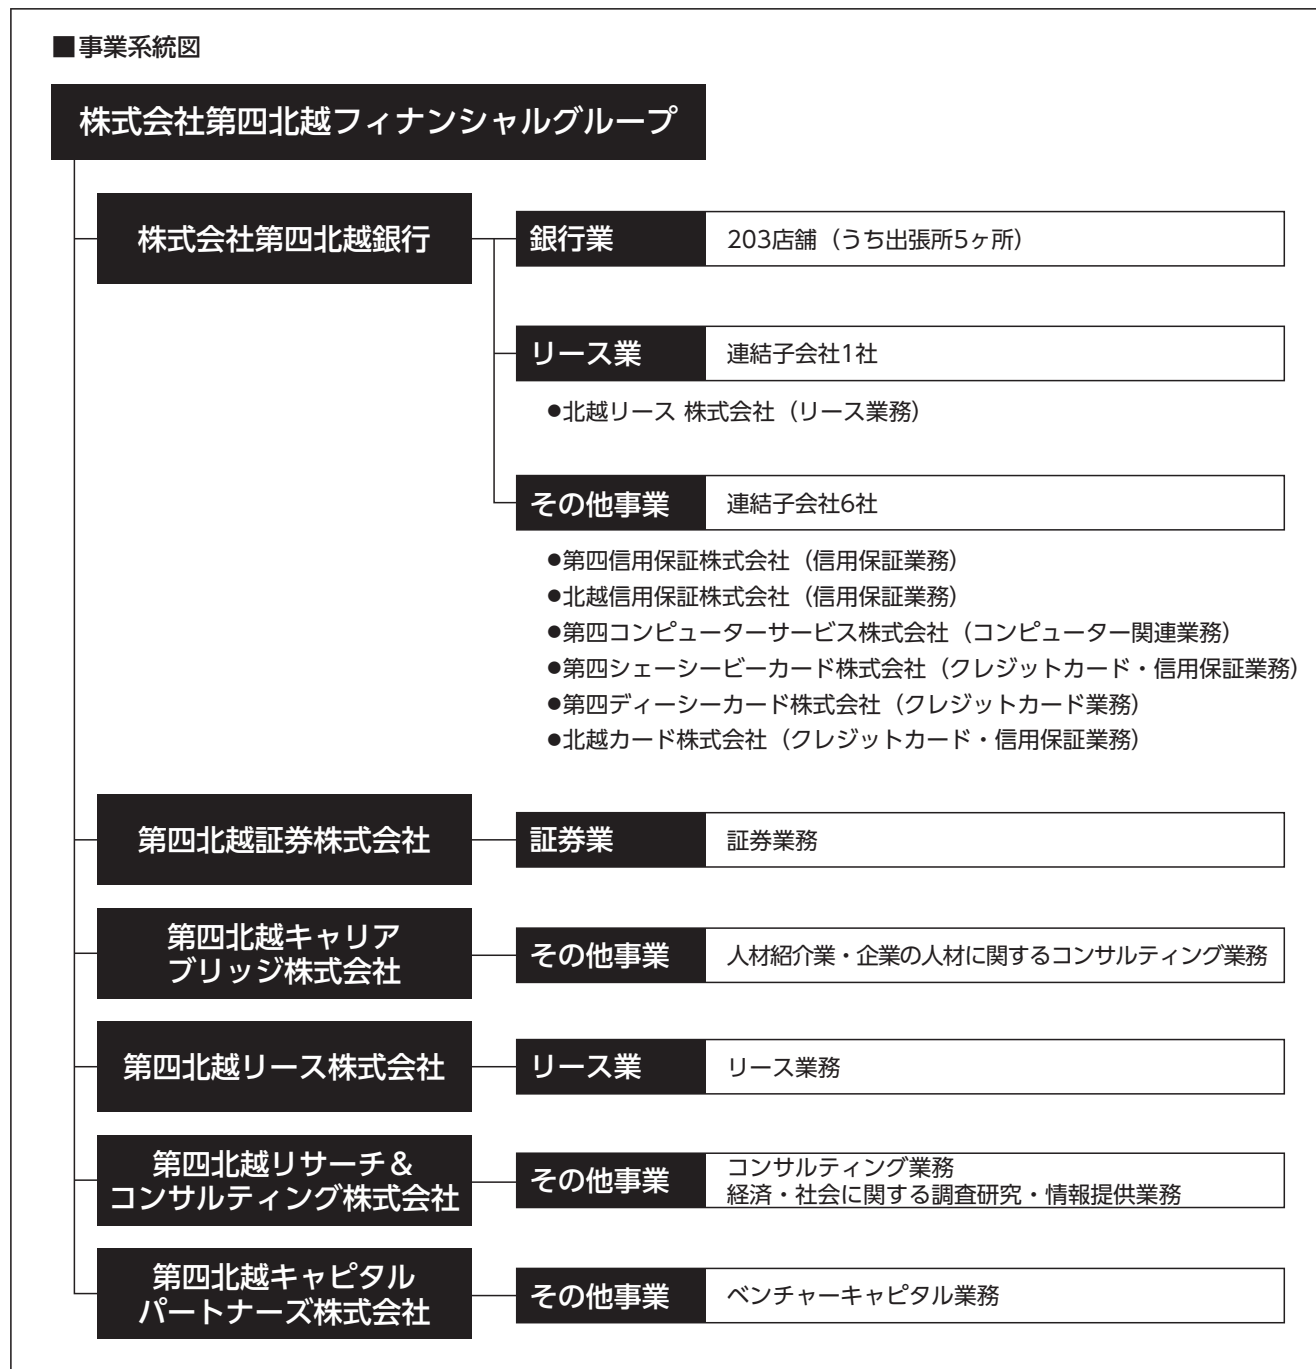 ■事業系統図
株式会社第四北越フィナンシャルグループ
株式会社第四北越銀行
銀行業
203店舗（うち出張所5ヶ所）
リース業
連結子会社1社
●北越リース 株式会社（リース業務）
その他事業
連結子会社6社
●第四信用保証株式会社（信用保証業務）
●北越信用保証株式会社（信用保証業務）
●第四コンピューターサービス株式会社（コンピューター関連業務）
●第四ジェーシービーカード株式会社（クレジットカード・信用保証業務）
●第四ディーシーカード株式会社（クレジットカード業務）
●北越カード株式会社（クレジットカード・信用保証業務）
第四北越証券株式会社
証券業
証券業務
第四北越キャリア
ブリッジ株式会社
その他事業
人材紹介業・企業の人材に関するコンサルティング業務
第四北越リース株式会社
リース業
リース業務
第四北越リサーチ＆
コンサルティング株式会社
その他事業
コンサルティング業務
経済・社会に関する調査研究・情報提供業務
第四北越キャピタル
パートナーズ株式会社
その他事業
ベンチャーキャピタル業務